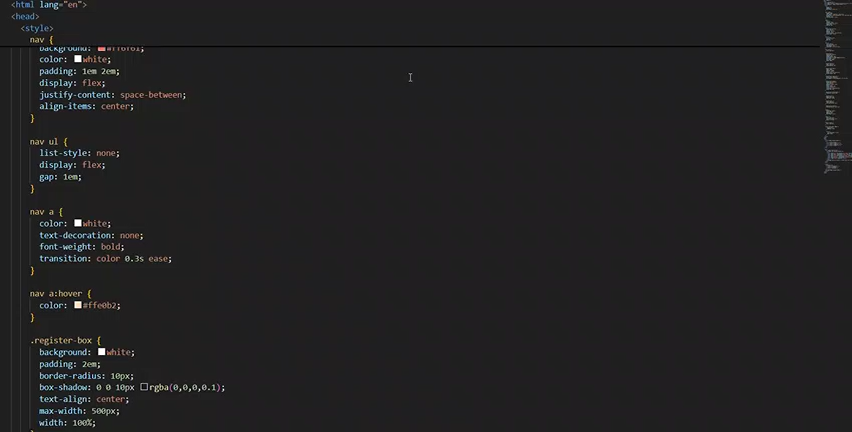 <html lang="en">
<head>
<style>
nav {
background: #ff6f61;
color: white;
padding: 1em 2em;
display: flex;
justify-content: space-between;
align-items: center;
}
nav ul {
list-style: none;
display: flex;
gap: 1em;
}
nav a {
color: white;
text-decoration: none;
font-weight: bold;
transition: color 0.3s ease;
}
nav a:hover {
color: #ffe0b2;
}
.register-box {
background: white;
padding: 2em;
border-radius: 10px;
box-shadow: 0 0 10px rgba(0,0,0,0.1);
text-align: center;
max-width: 500px;
width: 100%;